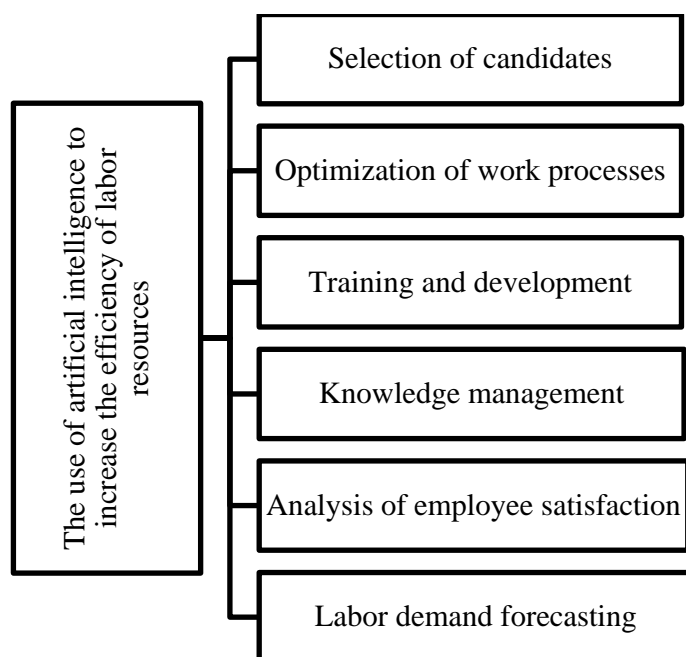 The use of artificial intelligence to
increase the efficiency of labor
resources
Selection of candidates
Optimization of work processes
Training and development
Knowledge management
Analysis of employee satisfaction
Labor demand forecasting